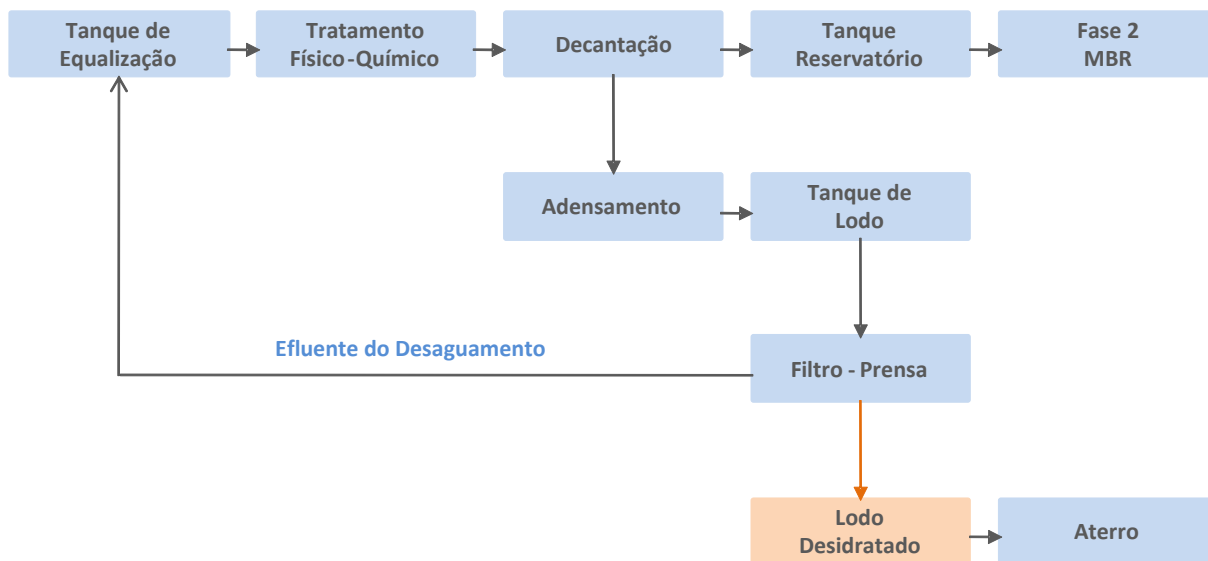 Tanque de
Equalização
Tratamento
Físico-Químico
Decantação
Tanque
Reservatório
Fase 2
MBR
Adensamento
Tanque de
Lodo
Efluente do Desaguamento
Filtro - Prensa
Lodo
Desidratado
Aterro